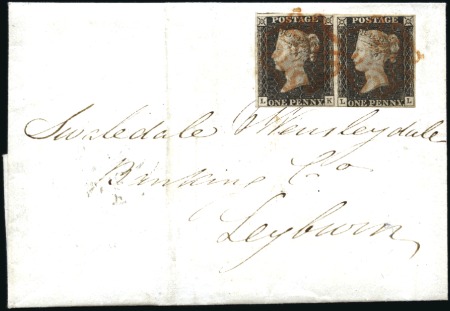 POSTAGE POSTAGE
L K L L
ONE PENNY ONE PENNY
Swaledale & Wensleydale
Banking Co
Leyburn